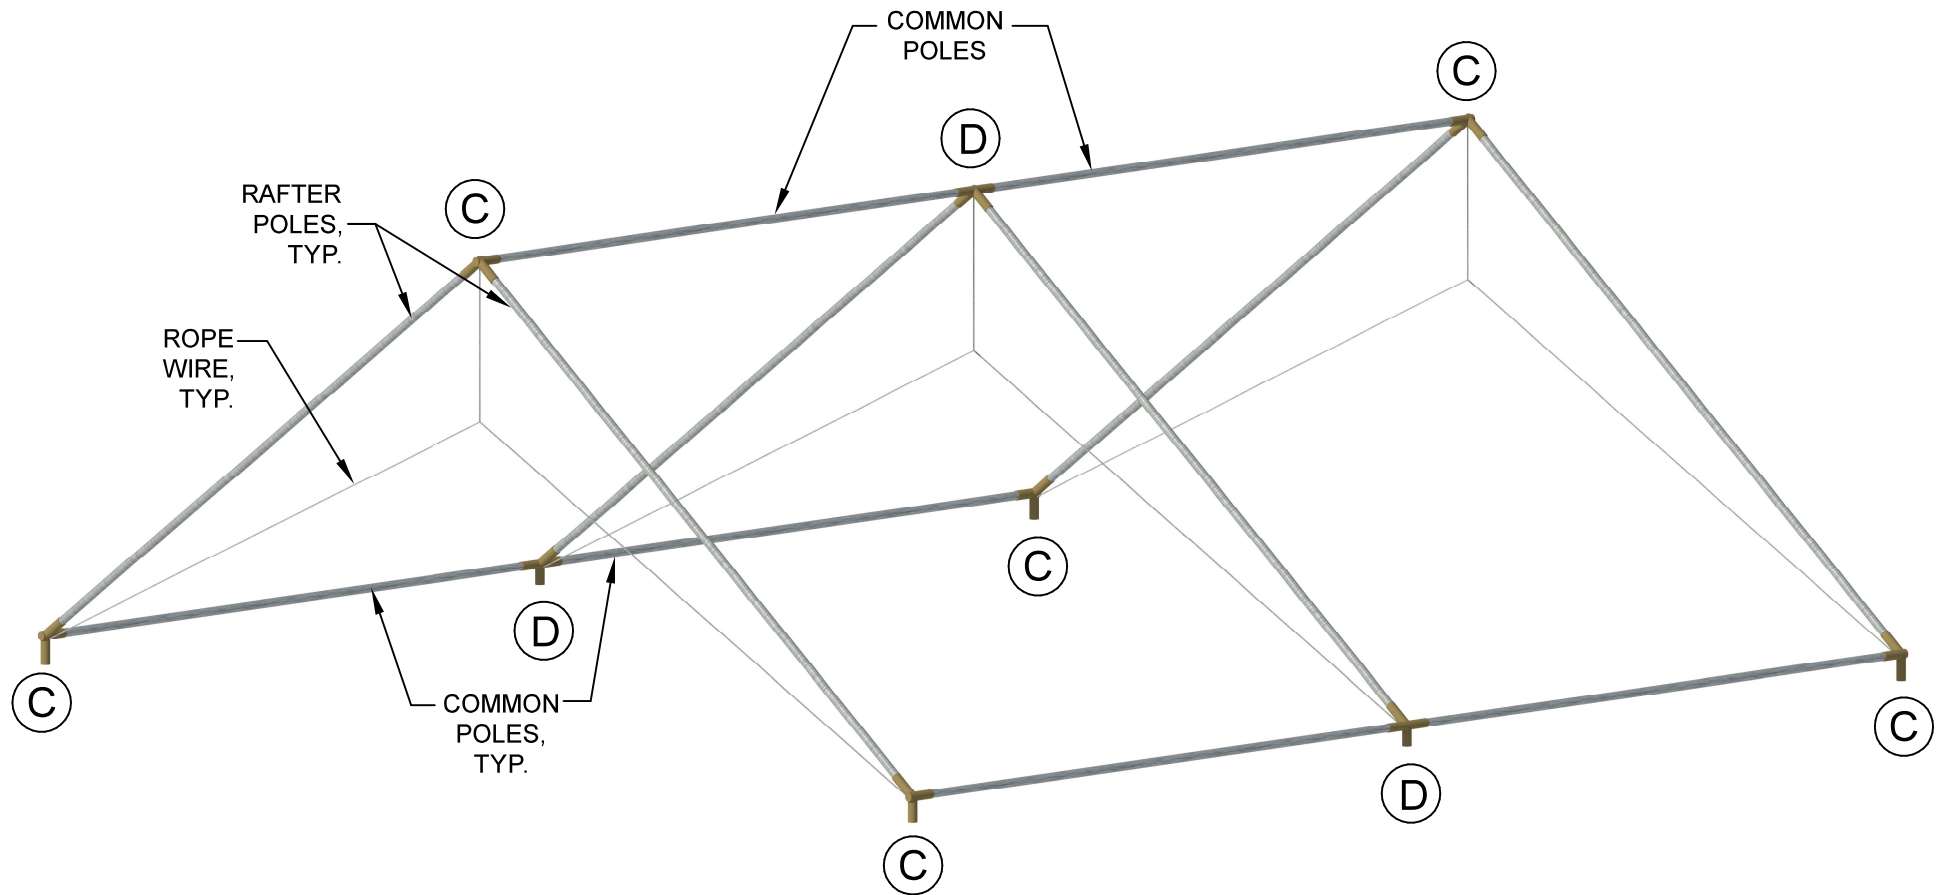 COMMON
POLES
C
D
C
RAFTER
POLES,
TYP.
ROPE
WIRE,
TYP.
C
D
C
COMMON
POLES,
TYP.
C
D
C